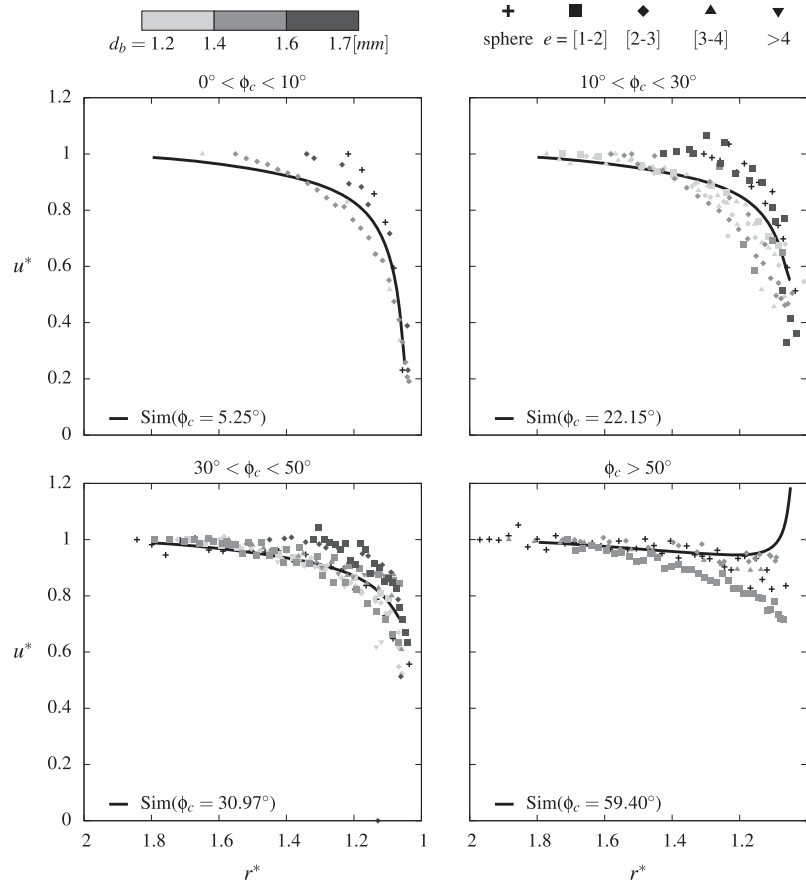 d_b = 1.2 1.4 1.6 1.7[mm]
sphere e = [1-2] [2-3] [3-4] >4
0° < ϕ_c < 10°
10° < ϕ_c < 30°
1.2
1
0.8
0.6
0.4
0.2
0
u*
Sim(ϕ_c = 5.25°)
Sim(ϕ_c = 22.15°)
30° < ϕ_c < 50°
ϕ_c > 50°
1.2
1
0.8
0.6
0.4
0.2
0
u*
Sim(ϕ_c = 30.97°)
Sim(ϕ_c = 59.40°)
2 1.8 1.6 1.4 1.2 1
2 1.8 1.6 1.4 1.2 1
r*
r*